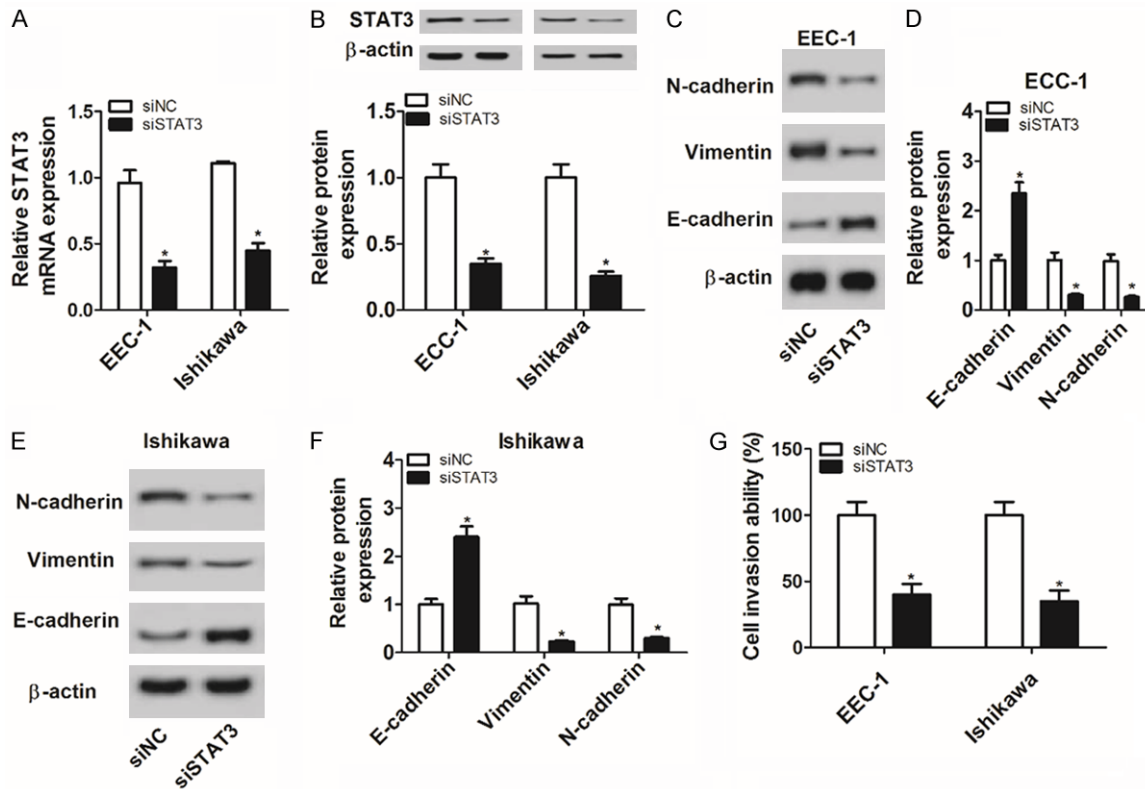 A
siNC
siSTAT3
Relative STAT3
mRNA expression
1.5
1.0
0.5
0.0
EEC-1
Ishikawa
B
STAT3
β-actin
siNC
siSTAT3
Relative protein
expression
1.5
1.0
0.5
0.0
ECC-1
Ishikawa
C
EEC-1
N-cadherin
Vimentin
E-cadherin
β-actin
siNC
siSTAT3
D
ECC-1
siNC
siSTAT3
Relative protein
expression
4
3
2
1
0
E-cadherin
Vimentin
N-cadherin
E
Ishikawa
N-cadherin
Vimentin
E-cadherin
β-actin
siNC
siSTAT3
F
Ishikawa
siNC
siSTAT3
Relative protein
expression
4
3
2
1
0
E-cadherin
Vimentin
N-cadherin
G
siNC
siSTAT3
Cell invasion ability (%)
150
100
50
0
EEC-1
Ishikawa